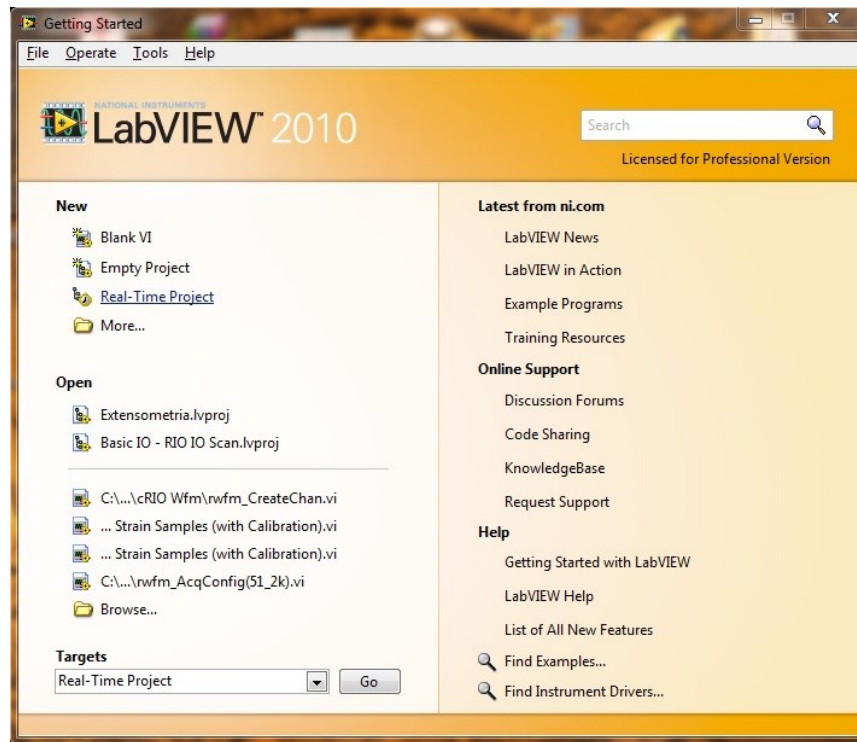 Getting Started
File Operate Tools Help
NATIONAL INSTRUMENTS
LabVIEW™ 2010
Search
Licensed for Professional Version
New
Blank VI
Empty Project
Real-Time Project
More...
Open
Extensometria.lvproj
Basic IO - RIO IO Scan.lvproj
C:\...\cRIO Wfm\rwfm_CreateChan.vi
... Strain Samples (with Calibration).vi
... Strain Samples (with Calibration).vi
C:\...\rwfm_AcqConfig(51_2k).vi
Browse...
Targets
Real-Time Project
Go
Latest from ni.com
LabVIEW News
LabVIEW in Action
Example Programs
Training Resources
Online Support
Discussion Forums
Code Sharing
KnowledgeBase
Request Support
Help
Getting Started with LabVIEW
LabVIEW Help
List of All New Features
Find Examples...
Find Instrument Drivers...